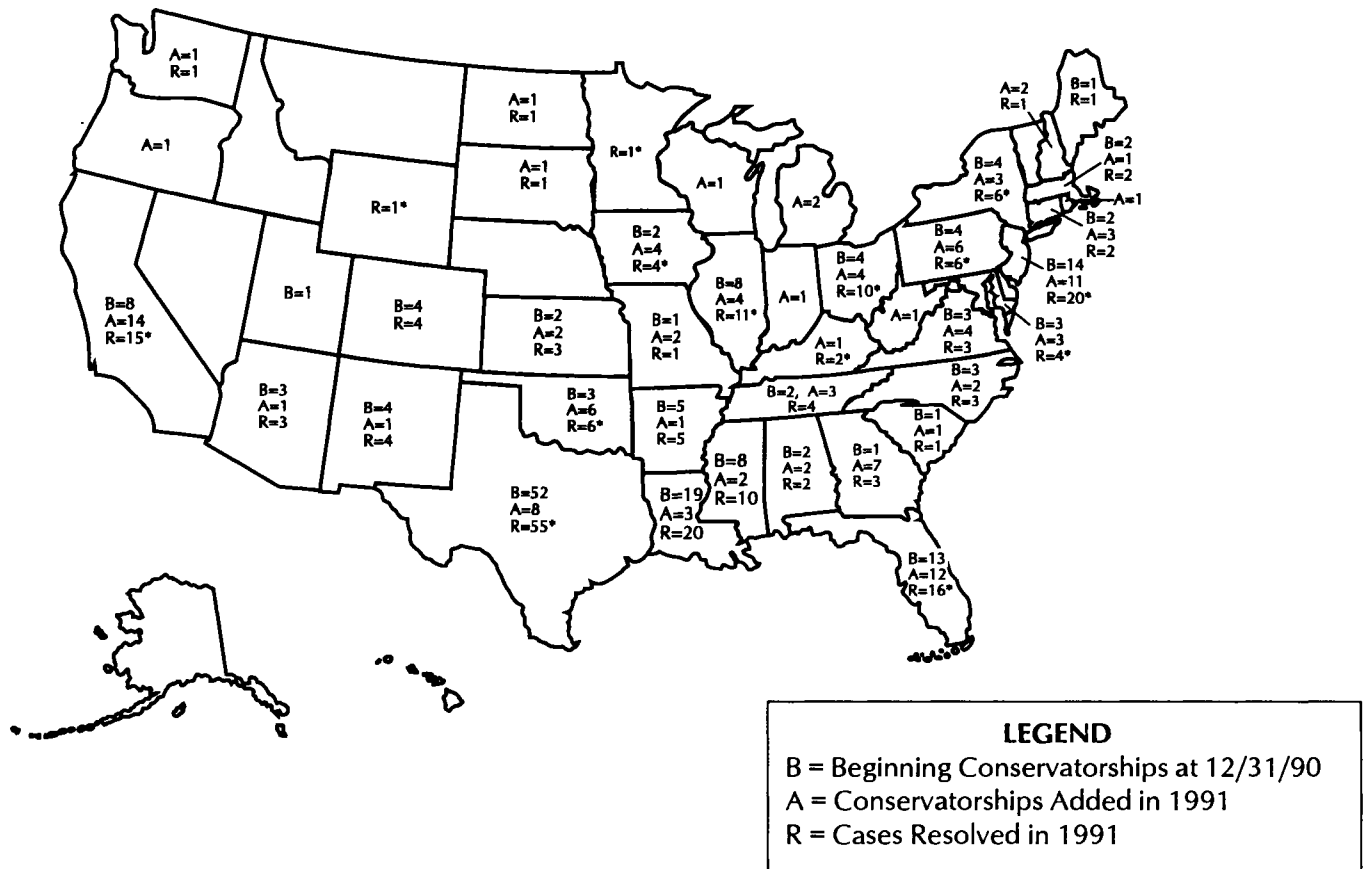 A=1
R=1
A=1
B=8
A=14
R=15*
B=1
B=3
A=1
R=3
R=1*
B=4
R=4
B=4
A=1
R=4
A=1
R=1
A=1
R=1
B=2
A=2
R=3
B=3
A=6
R=6*
B=52
A=8
R=55*
R=1*
B=2
A=4
R=4*
B=1
A=2
R=1
B=5
A=1
R=5
B=19
A=3
R=20
A=1
B=8
A=4
R=11*
A=2
A=1
B=4
A=4
R=10*
A=1
R=2*
B=2, A=3
R=4
B=8
A=2
R=10
B=2
A=2
R=2
B=1
A=7
R=3
B=13
A=12
R=16*
B=1
A=1
R=1
B=3
A=2
R=3
A=1
B=3
A=4
R=3
B=4
A=6
R=6*
B=4
A=3
R=6*
A=2
R=1
B=1
R=1
B=2
A=1
R=2
A=1
B=2
A=3
R=2
B=14
A=11
R=20*
B=3
A=3
R=4*
LEGEND
B = Beginning Conservatorships at 12/31/90
A = Conservatorships Added in 1991
R = Cases Resolved in 1991